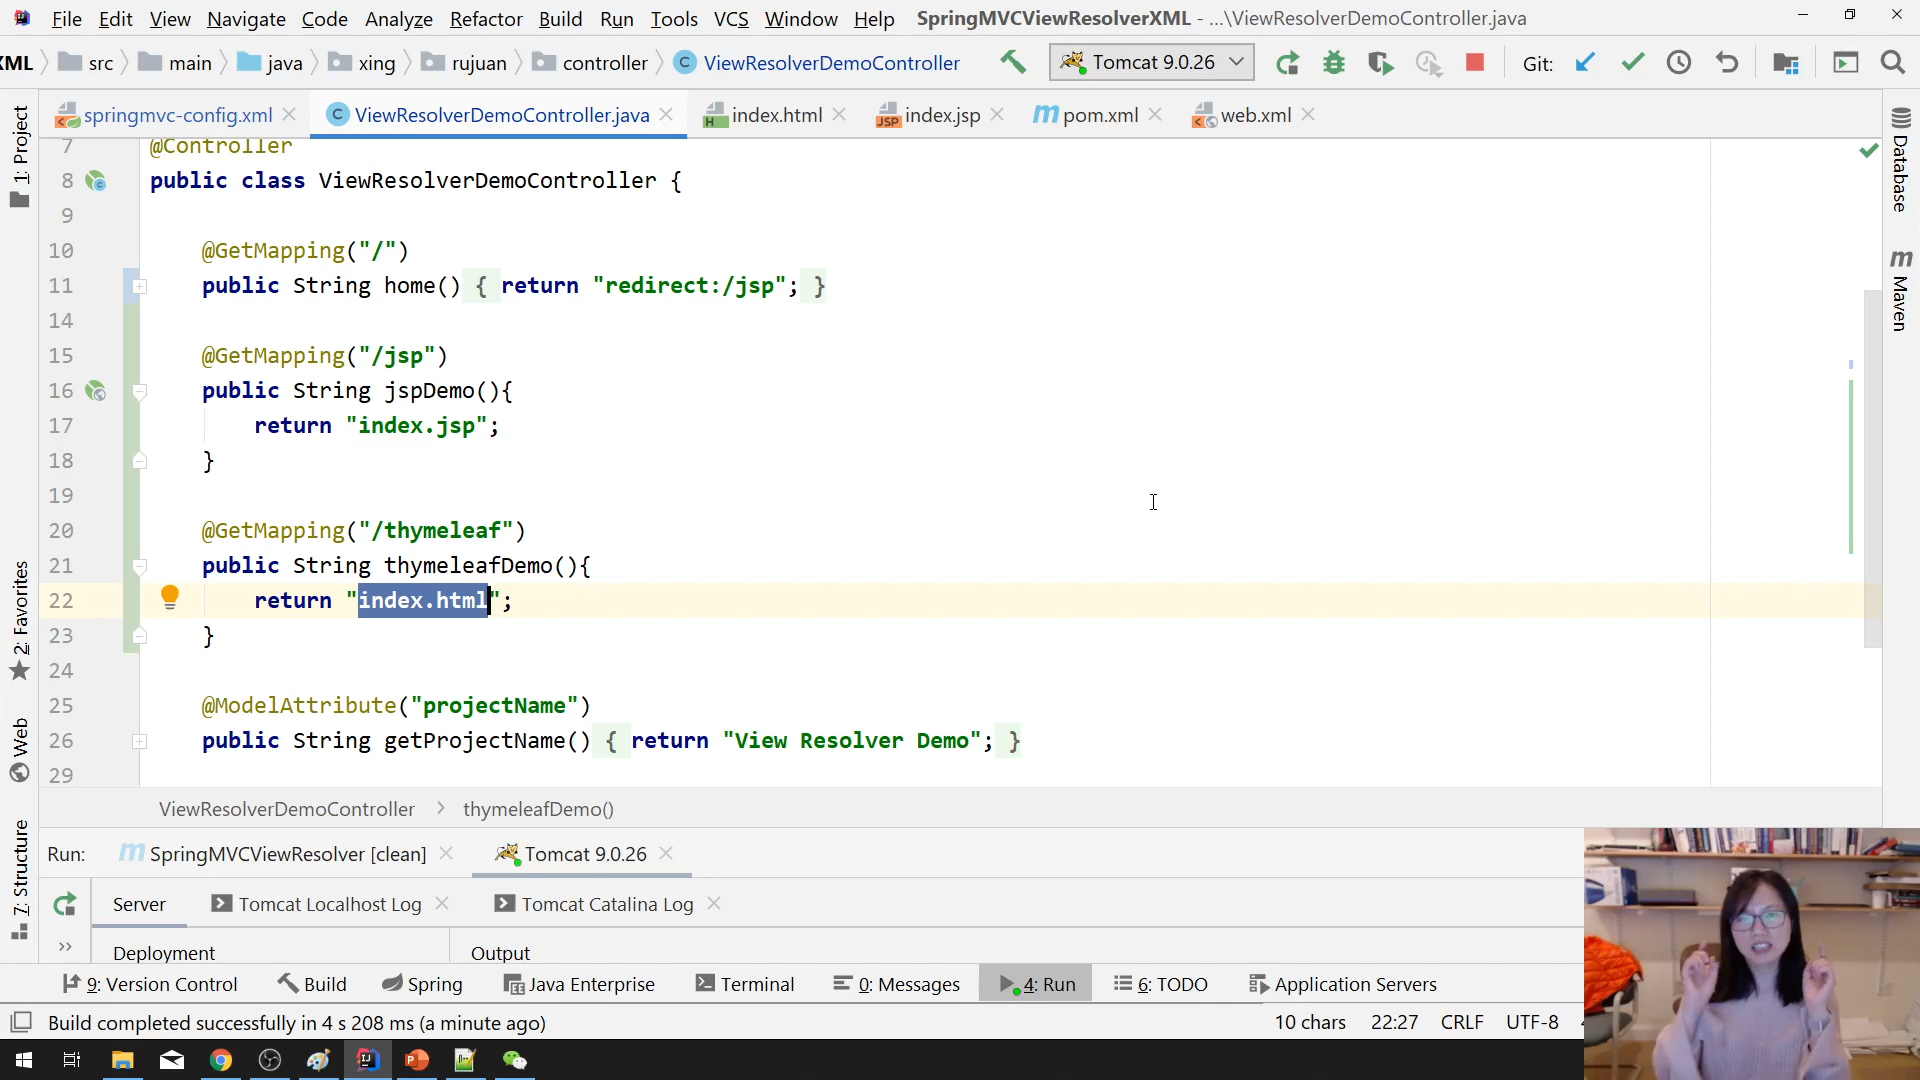 File Edit View Navigate Code Analyze Refactor Build Run Tools VCS Window Help SpringMVCViewResolverXML - ...\ViewResolverDemoController.java
XML src main java xing rujuan controller ViewResolverDemoController Tomcat 9.0.26 Git:
springmvc-config.xml ViewResolverDemoController.java index.html index.jsp pom.xml web.xml
7 @Controller
8 public class ViewResolverDemoController {
9
10 @GetMapping("/")
11 public String home() { return "redirect:/jsp"; }
14
15 @GetMapping("/jsp")
16 public String jspDemo(){
17 return "index.jsp";
18 }
19
20 @GetMapping("/thymeleaf")
21 public String thymeleafDemo(){
22 return "index.html";
23 }
24
25 @ModelAttribute("projectName")
26 public String getProjectName() { return "View Resolver Demo"; }
29
ViewResolverDemoController > thymeleafDemo()
1: Project
2: Favorites
Web
7: Structure
Database
Maven
Run: SpringMVCViewResolver [clean] Tomcat 9.0.26
Server Tomcat Localhost Log Tomcat Catalina Log
Deployment Output
9: Version Control Build Spring Java Enterprise Terminal 0: Messages 4: Run 6: TODO Application Servers
Build completed successfully in 4 s 208 ms (a minute ago) 10 chars 22:27 CRLF UTF-8